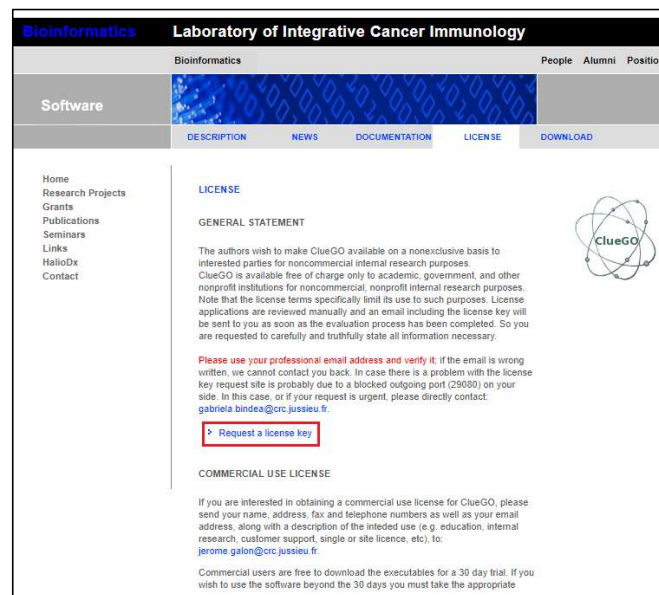 Bioinformatics
Laboratory of Integrative Cancer Immunology
Bioinformatics
People Alumni Positio
Software
DESCRIPTION NEWS DOCUMENTATION LICENSE DOWNLOAD
Home
Research Projects
Grants
Publications
Seminars
Links
HalioDx
Contact
LICENSE
GENERAL STATEMENT
The authors wish to make ClueGO available on a nonexclusive basis to
interested parties for noncommercial internal research purposes.
ClueGO is available free of charge only to academic, government, and other
nonprofit institutions for noncommercial, nonprofit internal research purposes.
Note that the license terms specifically limit its use to such purposes. License
applications are reviewed manually and an email including the license key will
be sent to you as soon as the evaluation process has been completed. So you
are requested to carefully and truthfully state all information necessary.
Please use your professional email address and verify it; if the email is wrong
written, we cannot contact you back. In case there is a problem with the license
key request site is probably due to a blocked outgoing port (29080) on your
side. In this case, or if your request is urgent, please directly contact:
gabriela.bindea@crc.jussieu.fr.
Request a license key
COMMERCIAL USE LICENSE
If you are interested in obtaining a commercial use license for ClueGO, please
send your name, address, fax and telephone numbers as well as your email
address, along with a description of the inteded use (e.g. education, internal
research, customer support, single or site licence, etc), to:
jerome.galon@crc.jussieu.fr.
Commercial users are free to download the executables for a 30 day trial. If you
wish to use the software beyond the 30 days you must take the appropriate
ClueGO